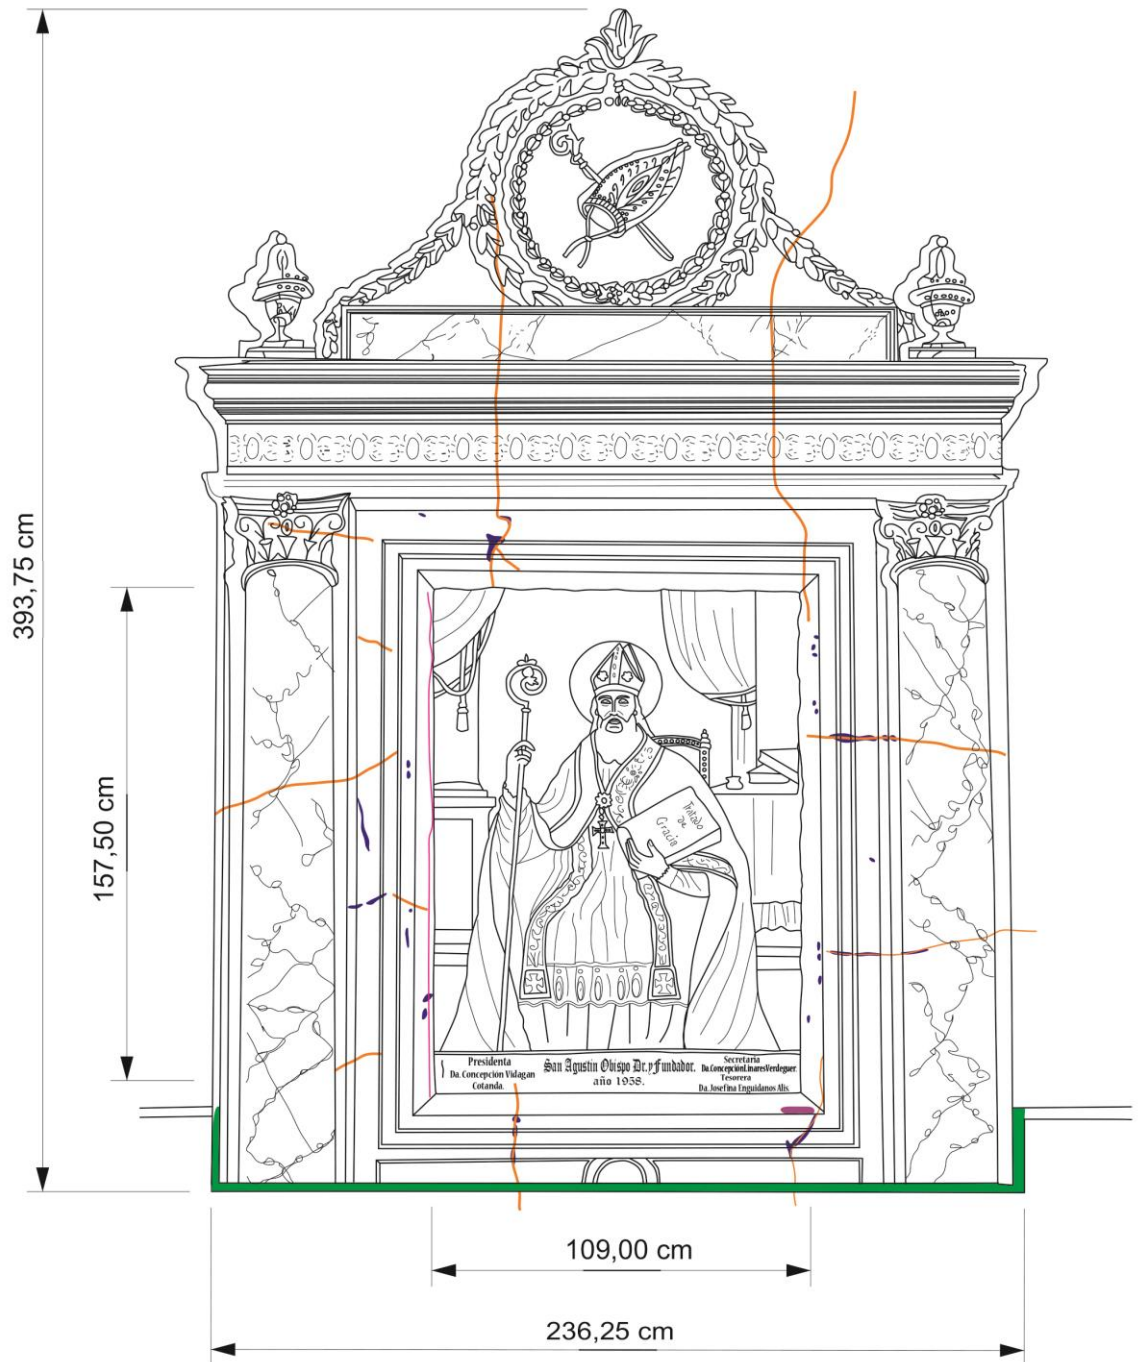 393,75 cm
157,50 cm
Tratado
de
Gracia
Presidenta
Da. Concepción Vidagan
Cotanda.
San Agustin Obispo Dr. y Fundador.
año 1958.
Secretaria
Da. Concepción Linares Verdeguer.
Tesorera
Da. Josefina Enguidanos Alis.
109,00 cm
236,25 cm